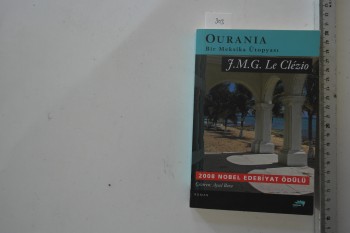 OURANIA
Bir Meksika Ütopyası
J.M.G. Le Clézio
2008 NOBEL EDEBİYAT ÖDÜLÜ